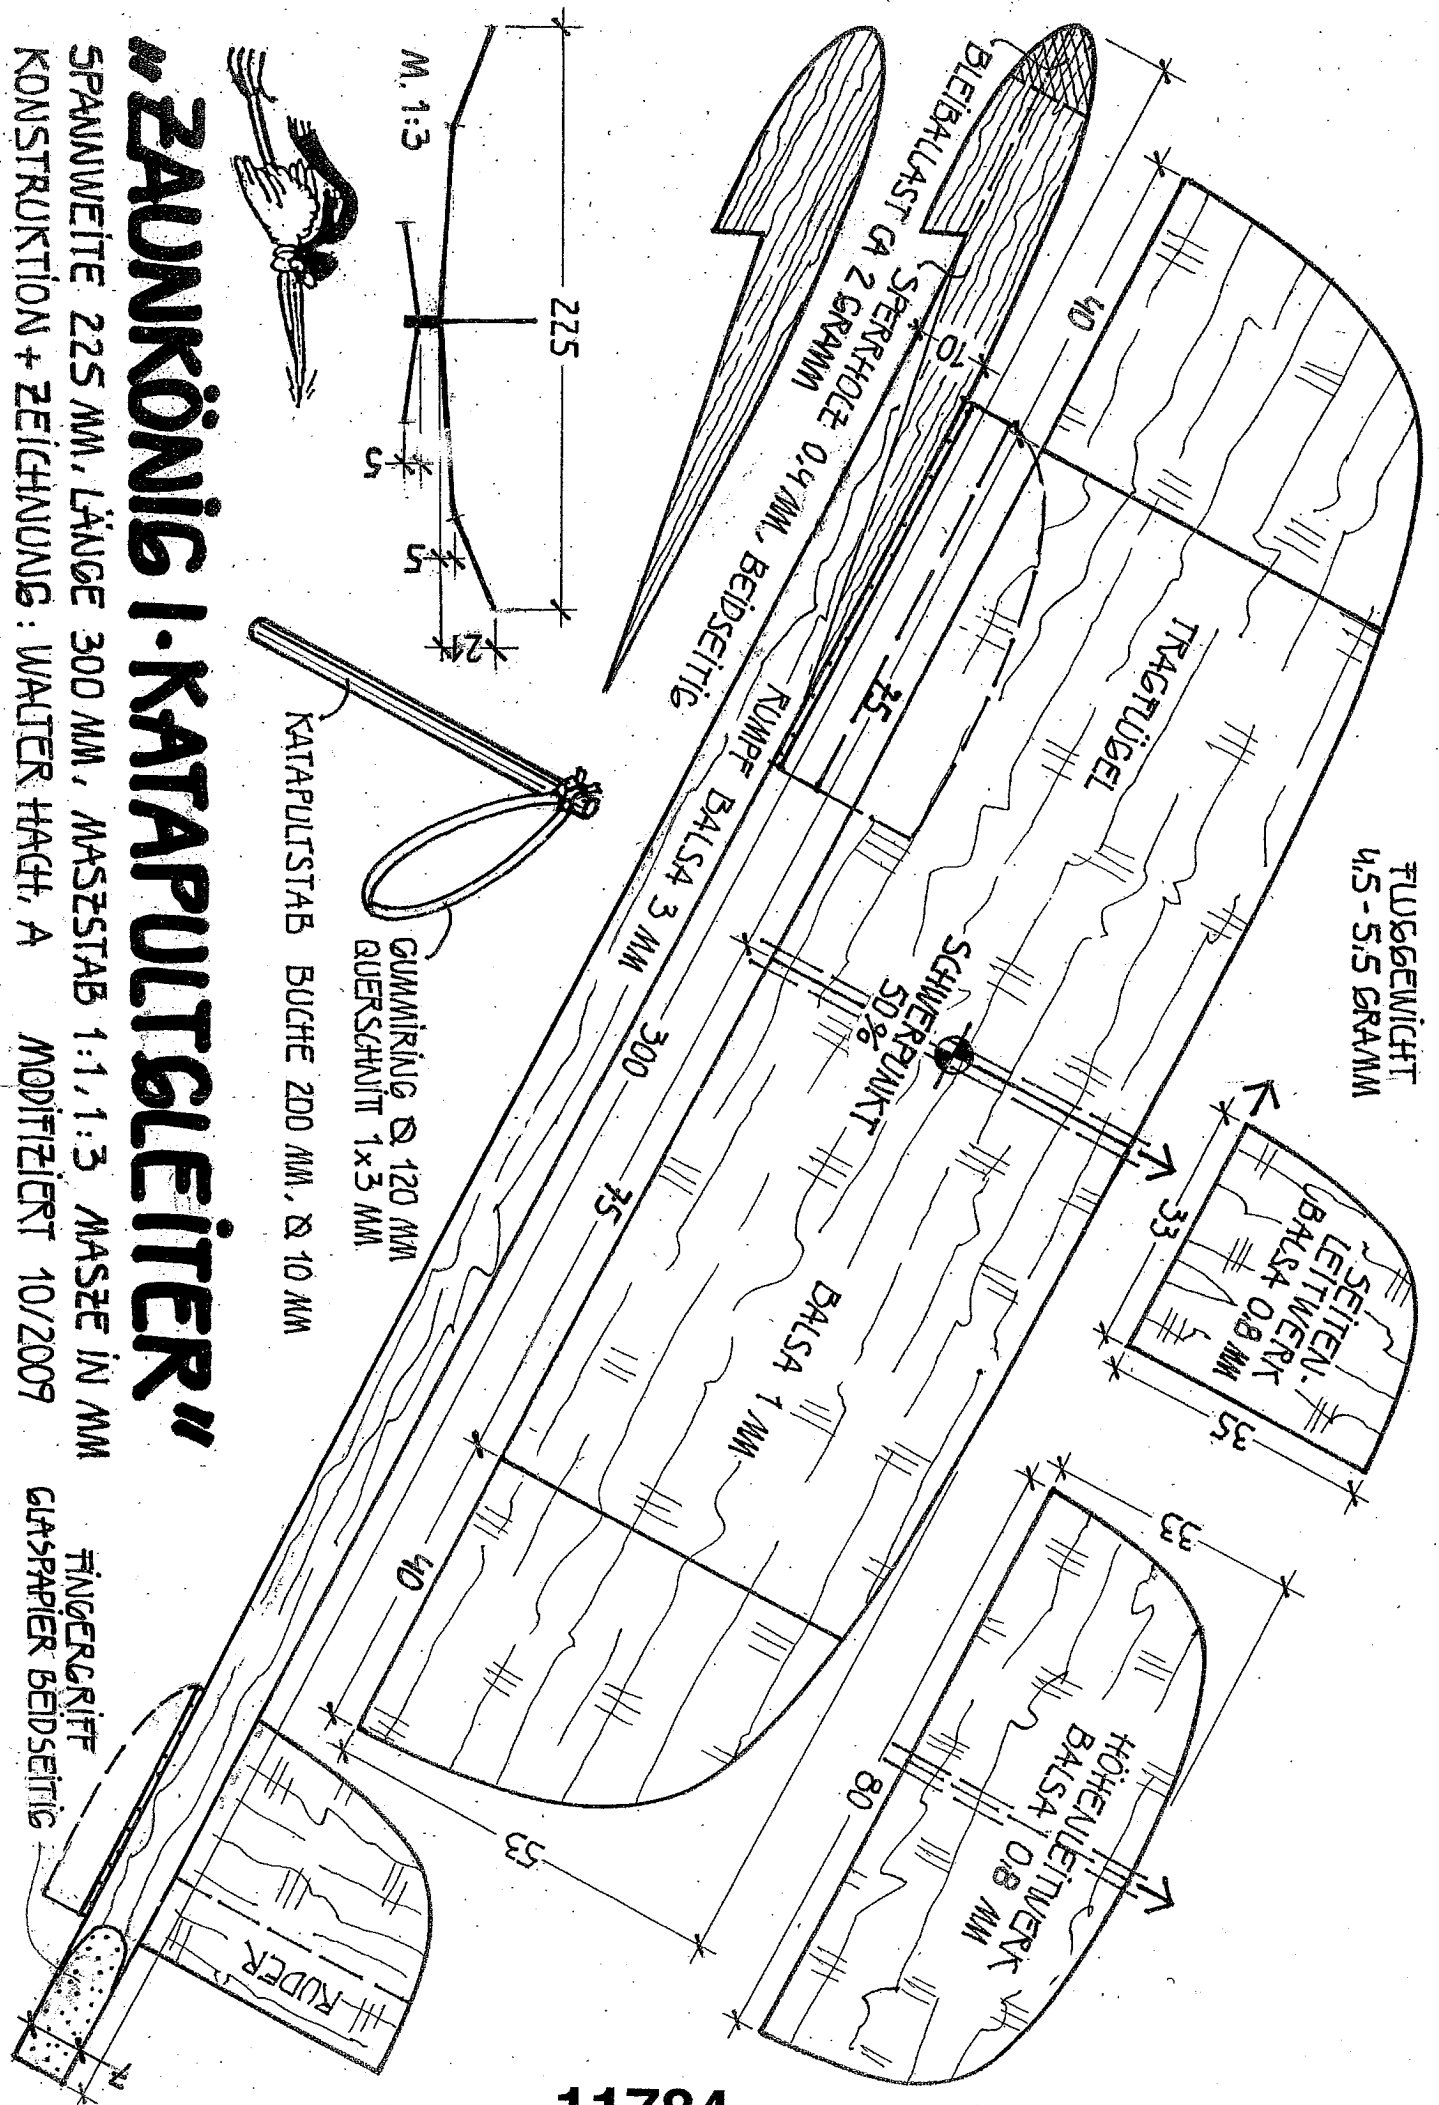 „ZAUNKÖNIG I · KATAPULTGLEITER"
SPANNWEITE 225 MM, LÄNGE 300 MM, MASZSTAB 1:1, 1:3 MASZE IN MM
KONSTRUKTION + ZEICHNUNG : WALTER HACH, A MODIFIZIERT 10/2009
M. 1:3
225
5
5
21
KATAPULTSTAB BUCHE 200 MM, Ø 10 MM
GUMMIRING Ø 120 MM
QUERSCHNITT 1x3 MM
BLEIBALLAST CA 2 GRAMM
SPERRHOLZ 0,4 MM, BEIDSEITIG
10
RUMPF BALSA 3 MM
300
40
75
TRAGFLÜGEL
SCHWERPUNKT
50%
75
BALSA 1 MM
40
53
FLUGGEWICHT
4,5 - 5,5 GRAMM
SEITEN-
LEITWERK
BALSA 0,8 MM
33
35
33
HÖHENLEITWERK
BALSA 0,8 MM
80
RUDER
7
FINGERGRIFF
GLASPAPIER BEIDSEITIG